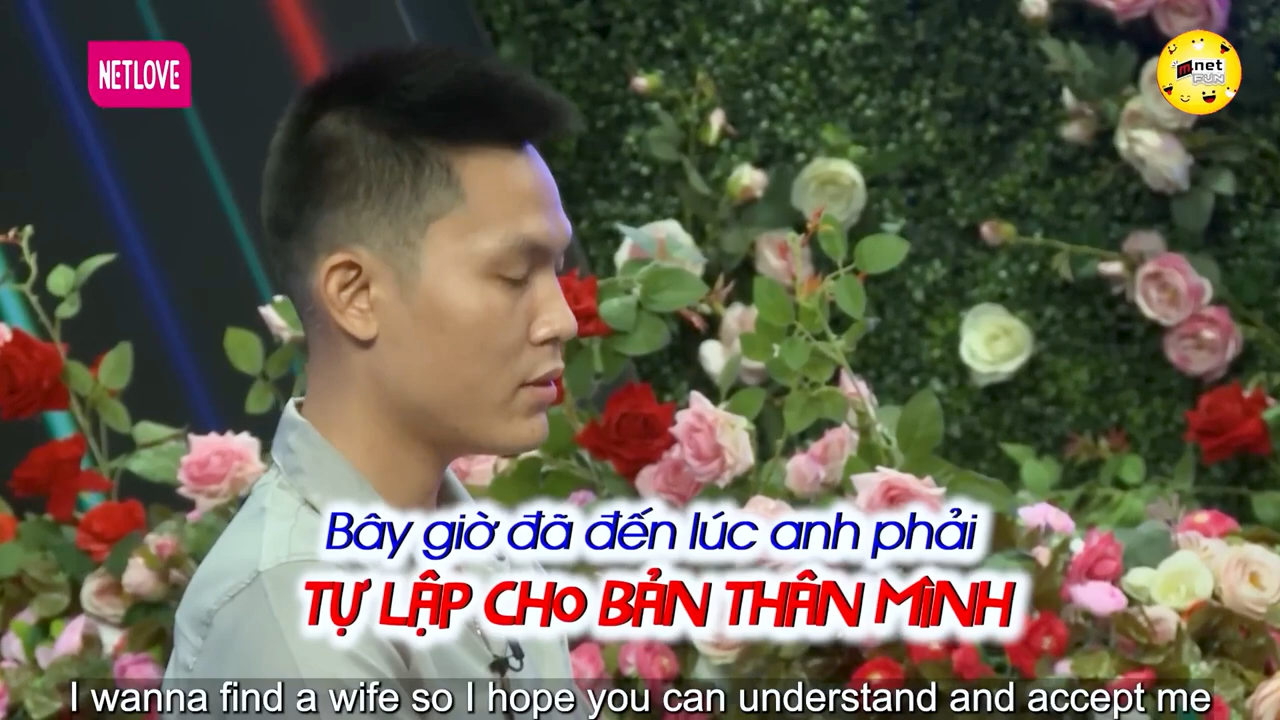 NETLOVE
m.net
FUN
Bây giờ đã đến lúc anh phải
TỰ LẬP CHO BẢN THÂN MÌNH
I wanna find a wife so I hope you can understand and accept me